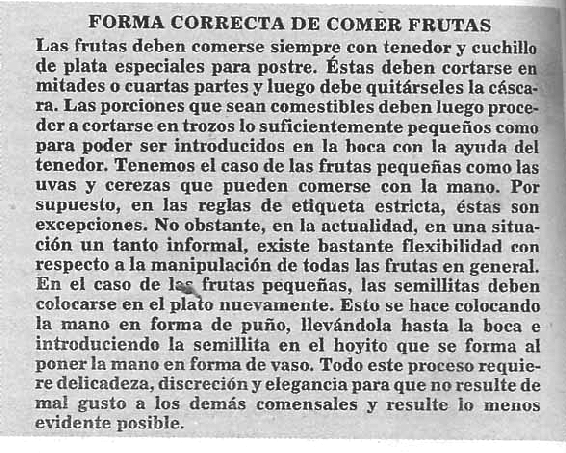 FORMA CORRECTA DE COMER FRUTAS
Las frutas deben comerse siempre con tenedor y cuchillo
de plata especiales para postre. Éstas deben cortarse en
mitades o cuartas partes y luego debe quitárseles la cásca-
ra. Las porciones que sean comestibles deben luego proce-
der a cortarse en trozos lo suficientemente pequeños como
para poder ser introducidos en la boca con la ayuda del
tenedor. Tenemos el caso de las frutas pequeñas como las
uvas y cerezas que pueden comerse con la mano. Por
supuesto, en las reglas de etiqueta estricta, éstas son
excepciones. No obstante, en la actualidad, en una situa-
ción un tanto informal, existe bastante flexibilidad con
respecto a la manipulación de todas las frutas en general.
En el caso de las frutas pequeñas, las semillitas deben
colocarse en el plato nuevamente. Esto se hace colocando
la mano en forma de puño, llevándola hasta la boca e
introduciendo la semillita en el hoyito que se forma al
poner la mano en forma de vaso. Todo este proceso requie-
re delicadeza, discreción y elegancia para que no resulte de
mal gusto a los demás comensales y resulte lo menos
evidente posible.